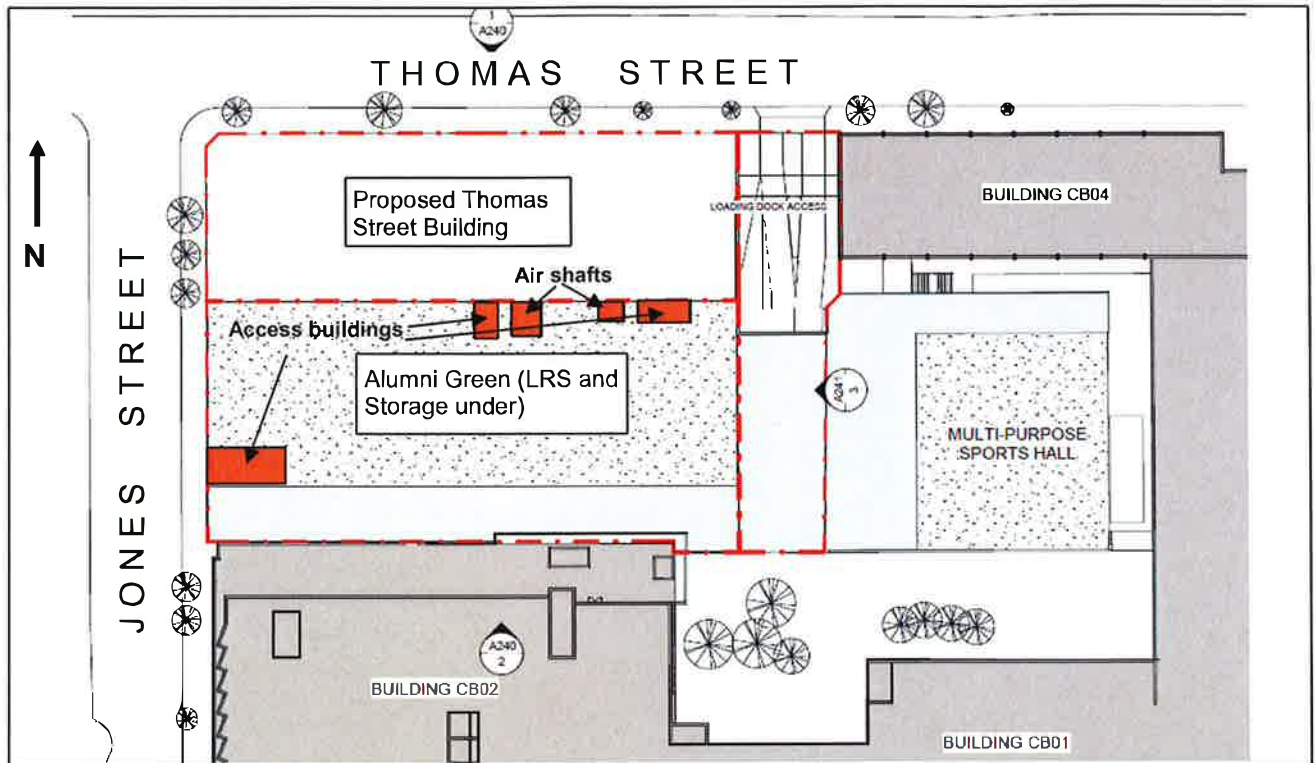 1
A240
THOMAS STREET
N
JONES STREET
Proposed Thomas
Street Building
LOADING DOCK ACCESS
BUILDING CB04
Air shafts
Access buildings
Alumni Green (LRS and
Storage under)
A241
3
MULTI-PURPOSE
SPORTS HALL
A240
2
BUILDING CB02
BUILDING CB01